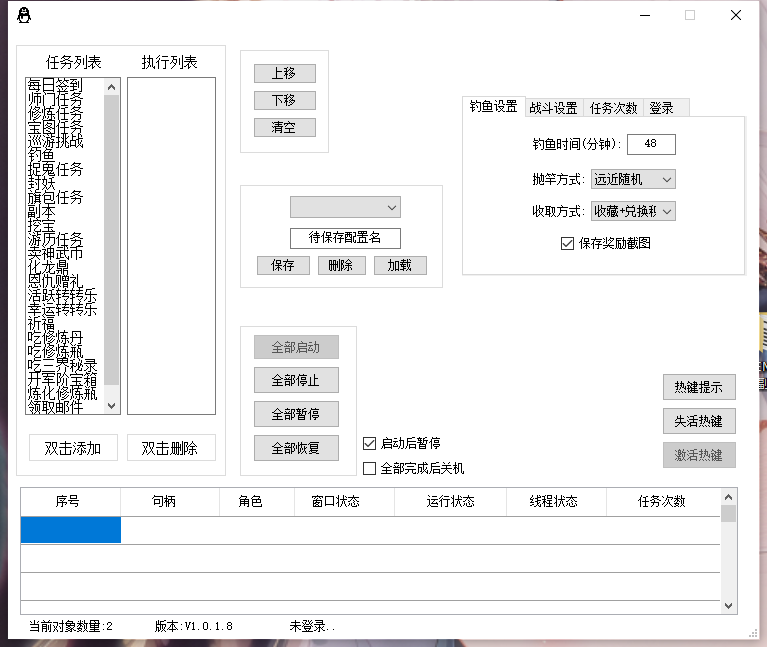 任务列表
执行列表
每日签到
师门任务
修炼任务
宝图任务
巡游挑战
钓鱼
捉鬼任务
封妖
旗包任务
副本
挖宝
游历任务
卖神武币
化龙鼎
恩仇赠礼
活跃转转乐
幸运转转乐
祈福
吃修炼丹
吃修炼瓶
吃三界秘录
开军阶宝箱
炼化修炼瓶
领取邮件
双击添加
双击删除
上移
下移
清空
待保存配置名
保存
删除
加载
全部启动
全部停止
全部暂停
全部恢复
启动后暂停
全部完成后关机
钓鱼设置
战斗设置
任务次数
登录
钓鱼时间(分钟):
48
抛竿方式:
远近随机
收取方式:
收藏+兑换积
保存奖励截图
热键提示
失活热键
激活热键
序号
句柄
角色
窗口状态
运行状态
线程状态
任务次数
当前对象数量:2
版本:V1.0.1.8
未登录..